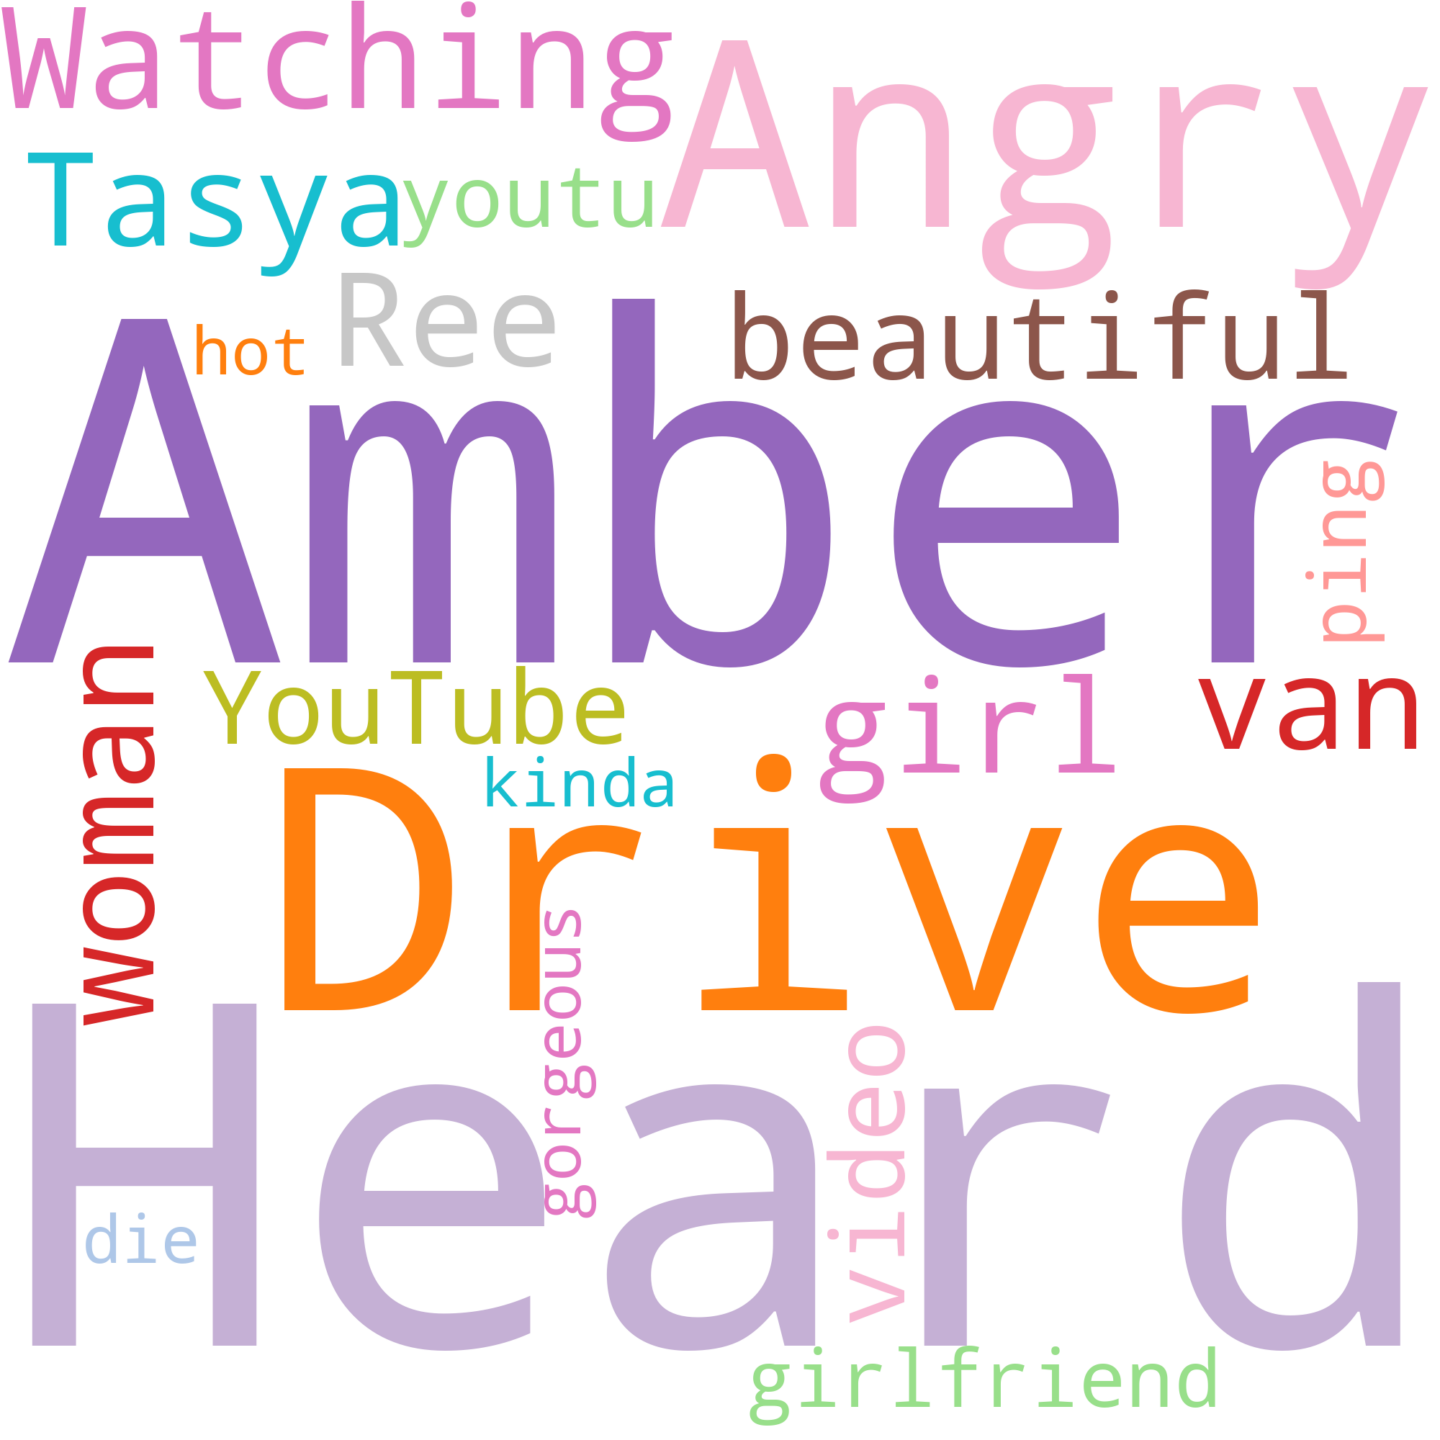 Watching
Angry
Tasya
youtu
Ree
beautiful
hot
Amber
ping
woman
YouTube
girl
van
kinda
Drive
gorgeous
Heard
video
die
girlfriend